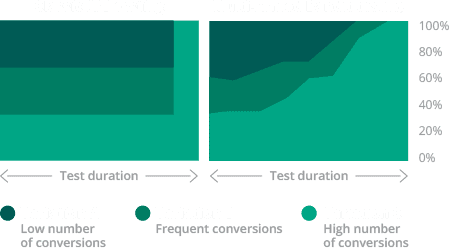 100%
80%
60%
40%
20%
0%
Test duration
Test duration
Low number
of conversions
Frequent conversions
High number
of conversions